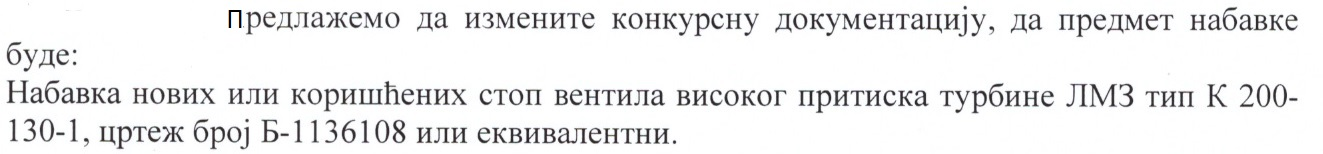 Предлажемо да измените конкурсну документацију, да предмет набавке
буде:
Набавка нових или коришћених стоп вентила високог притиска турбине ЛМЗ тип К 200-
130-1, цртеж број Б-1136108 или еквивалентни.